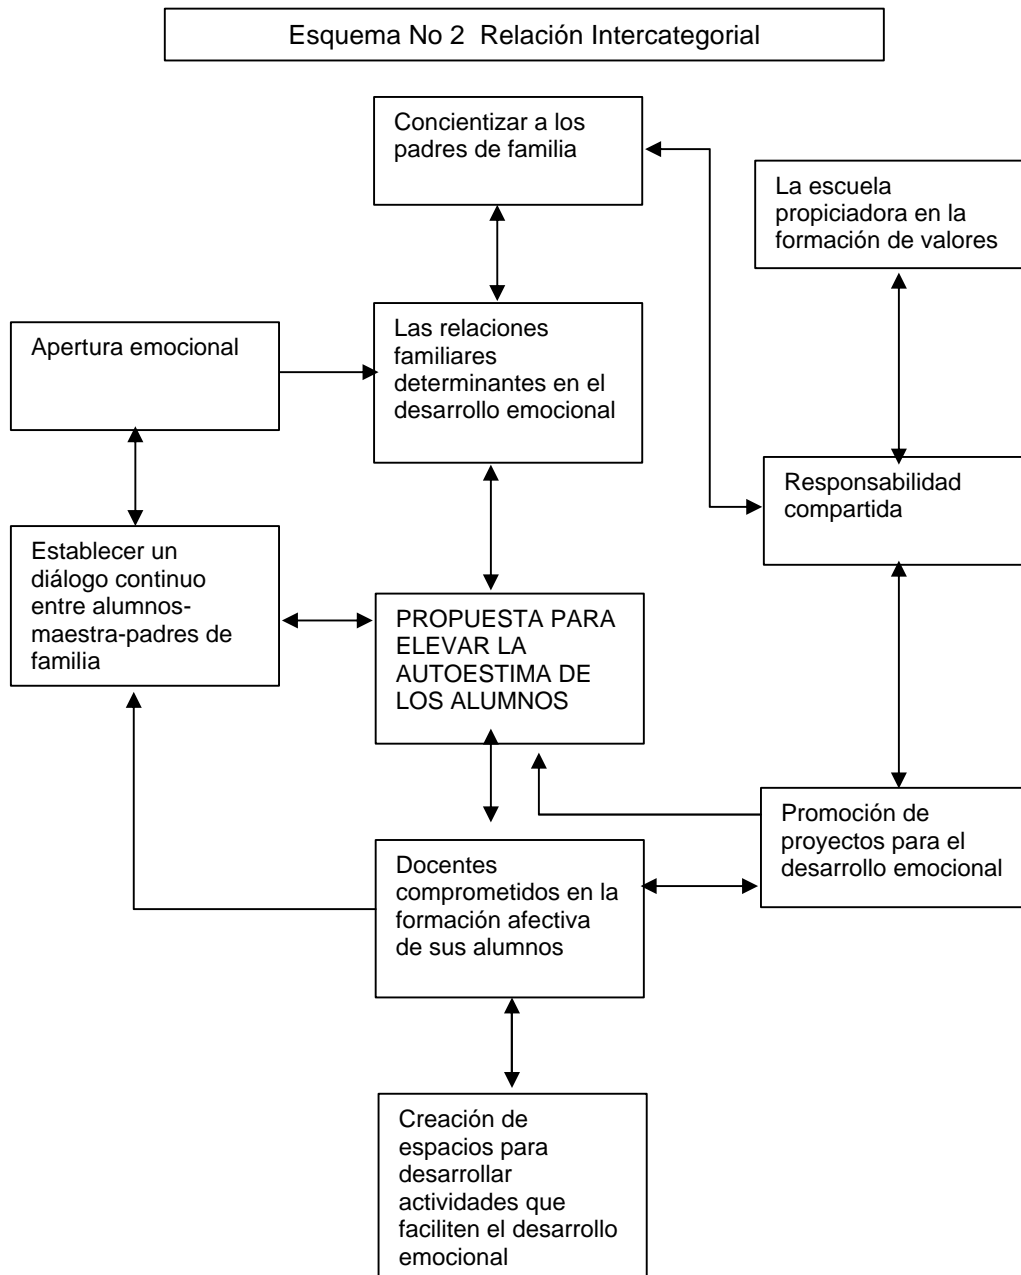 Esquema No 2  Relación Intercategorial
Concientizar a los
padres de familia
La escuela
propiciadora en la
formación de valores
Las relaciones
familiares
determinantes en el
desarrollo emocional
Apertura emocional
Responsabilidad
compartida
Establecer un
diálogo continuo
entre alumnos-
maestra-padres de
familia
PROPUESTA PARA
ELEVAR LA
AUTOESTIMA DE
LOS ALUMNOS
Promoción de
proyectos para el
desarrollo emocional
Docentes
comprometidos en la
formación afectiva
de sus alumnos
Creación de
espacios para
desarrollar
actividades que
faciliten el desarrollo
emocional